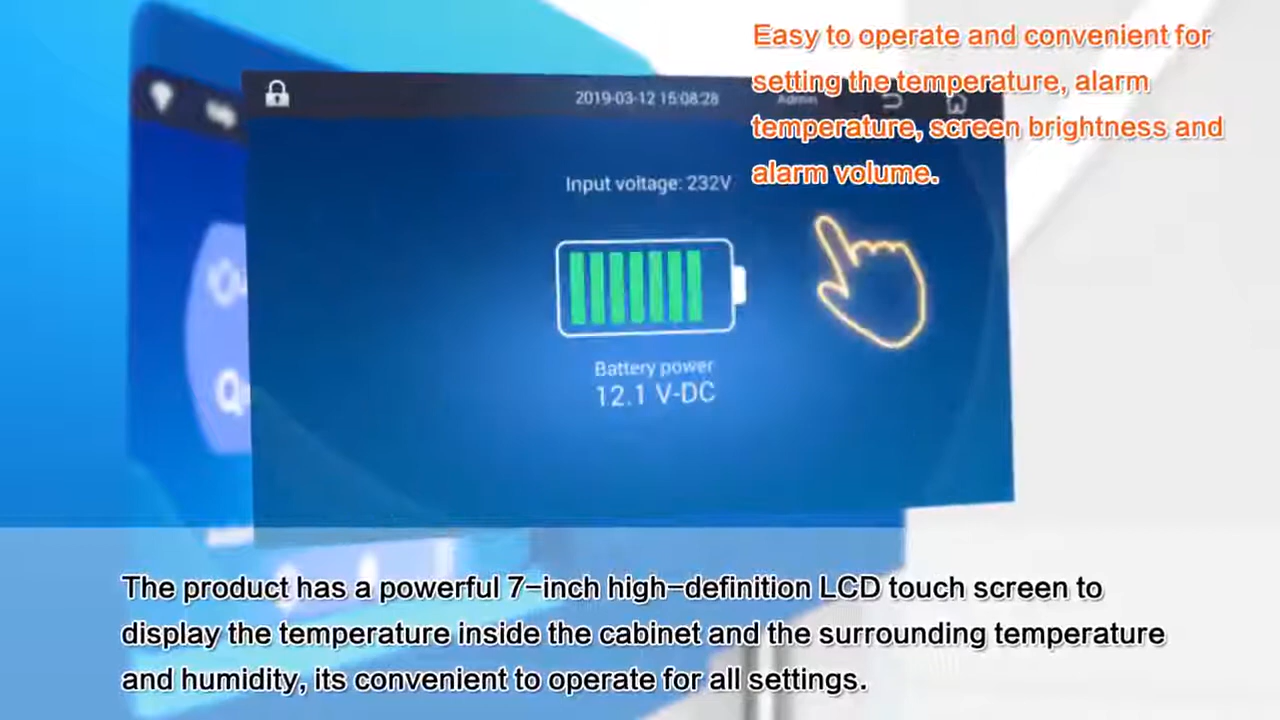 Easy to operate and convenient for
setting the temperature, alarm
temperature, screen brightness and
alarm volume.
2019-03-12 15:08:28
Admin
Input voltage: 232V
Battery power
12.1 V-DC
The product has a powerful 7-inch high-definition LCD touch screen to
display the temperature inside the cabinet and the surrounding temperature
and humidity, its convenient to operate for all settings.